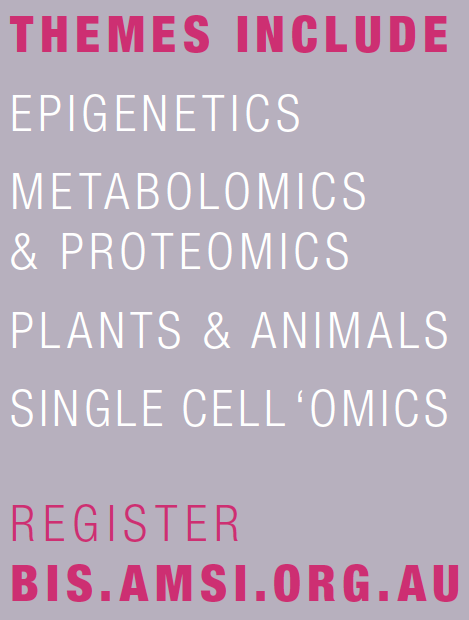 THEMES INCLUDE
EPIGENETICS
METABOLOMICS
& PROTEOMICS
PLANTS & ANIMALS
SINGLE CELL ‘OMICS
REGISTER
BIS.AMSI.ORG.AU